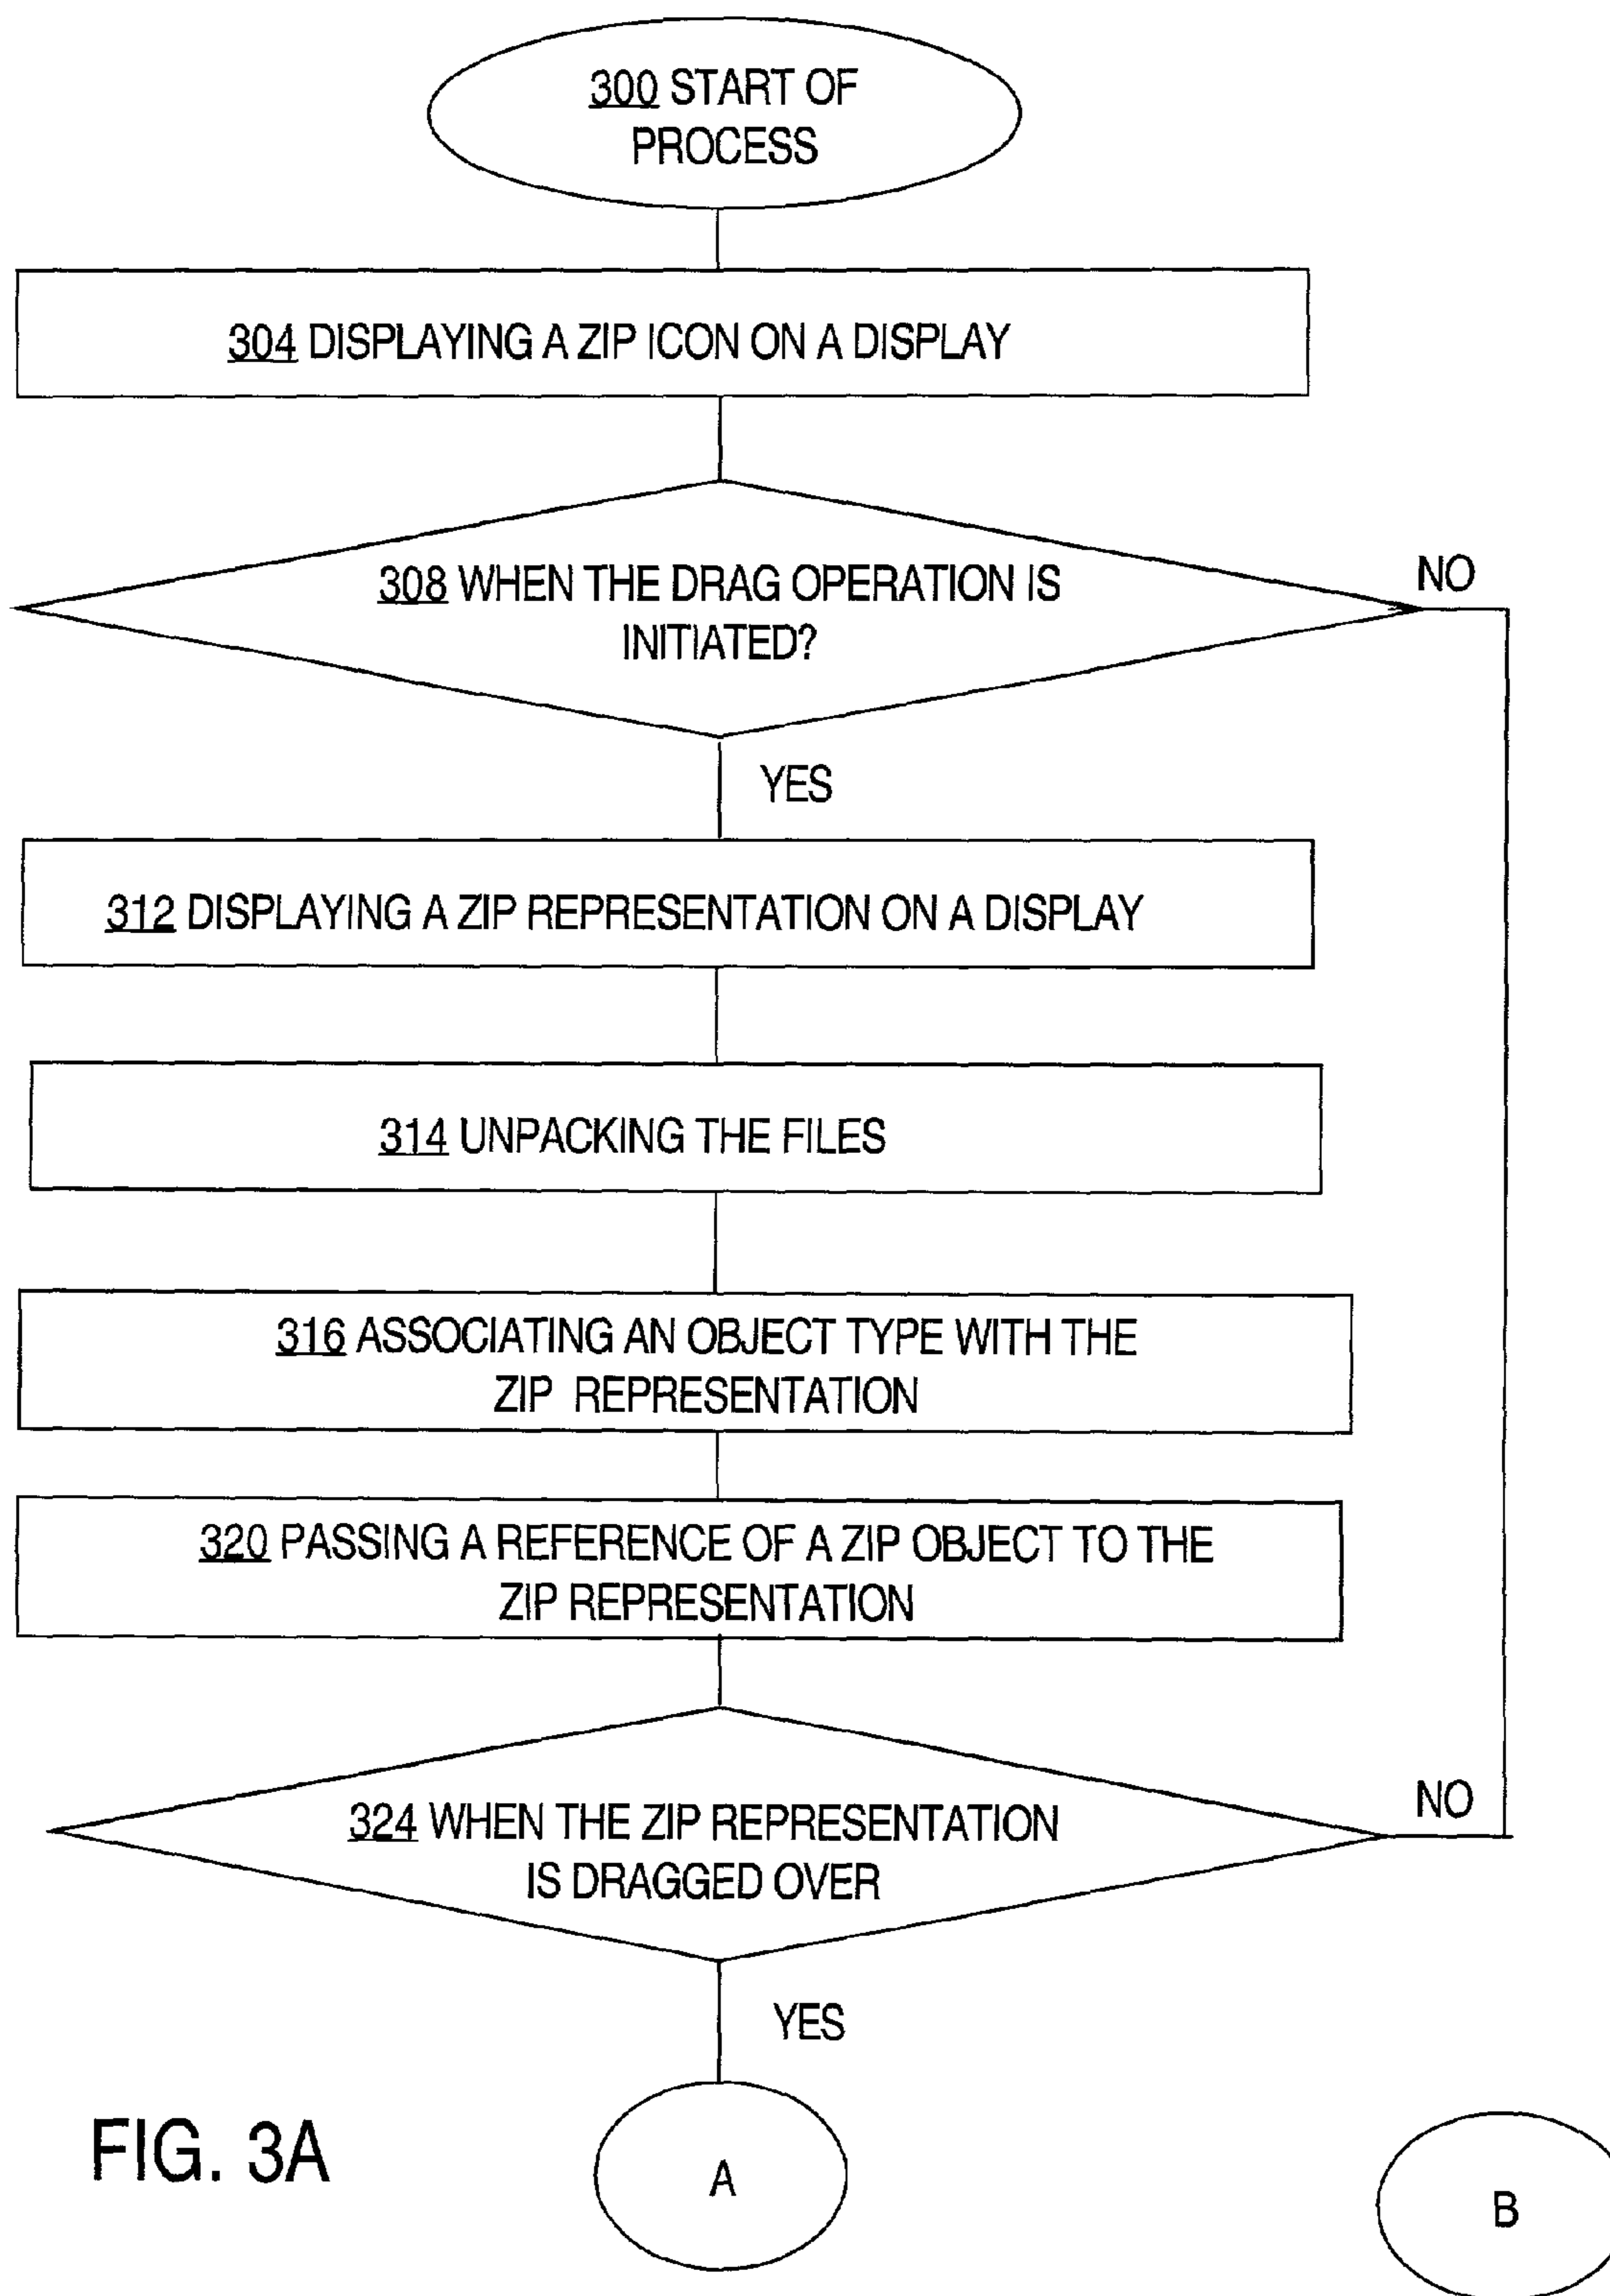 300 START OF
PROCESS
304 DISPLAYING A ZIP ICON ON A DISPLAY
308 WHEN THE DRAG OPERATION IS
INITIATED?
NO
YES
312 DISPLAYING A ZIP REPRESENTATION ON A DISPLAY
314 UNPACKING THE FILES
316 ASSOCIATING AN OBJECT TYPE WITH THE
ZIP REPRESENTATION
320 PASSING A REFERENCE OF A ZIP OBJECT TO THE
ZIP REPRESENTATION
324 WHEN THE ZIP REPRESENTATION
IS DRAGGED OVER
NO
YES
FIG. 3A
A
B